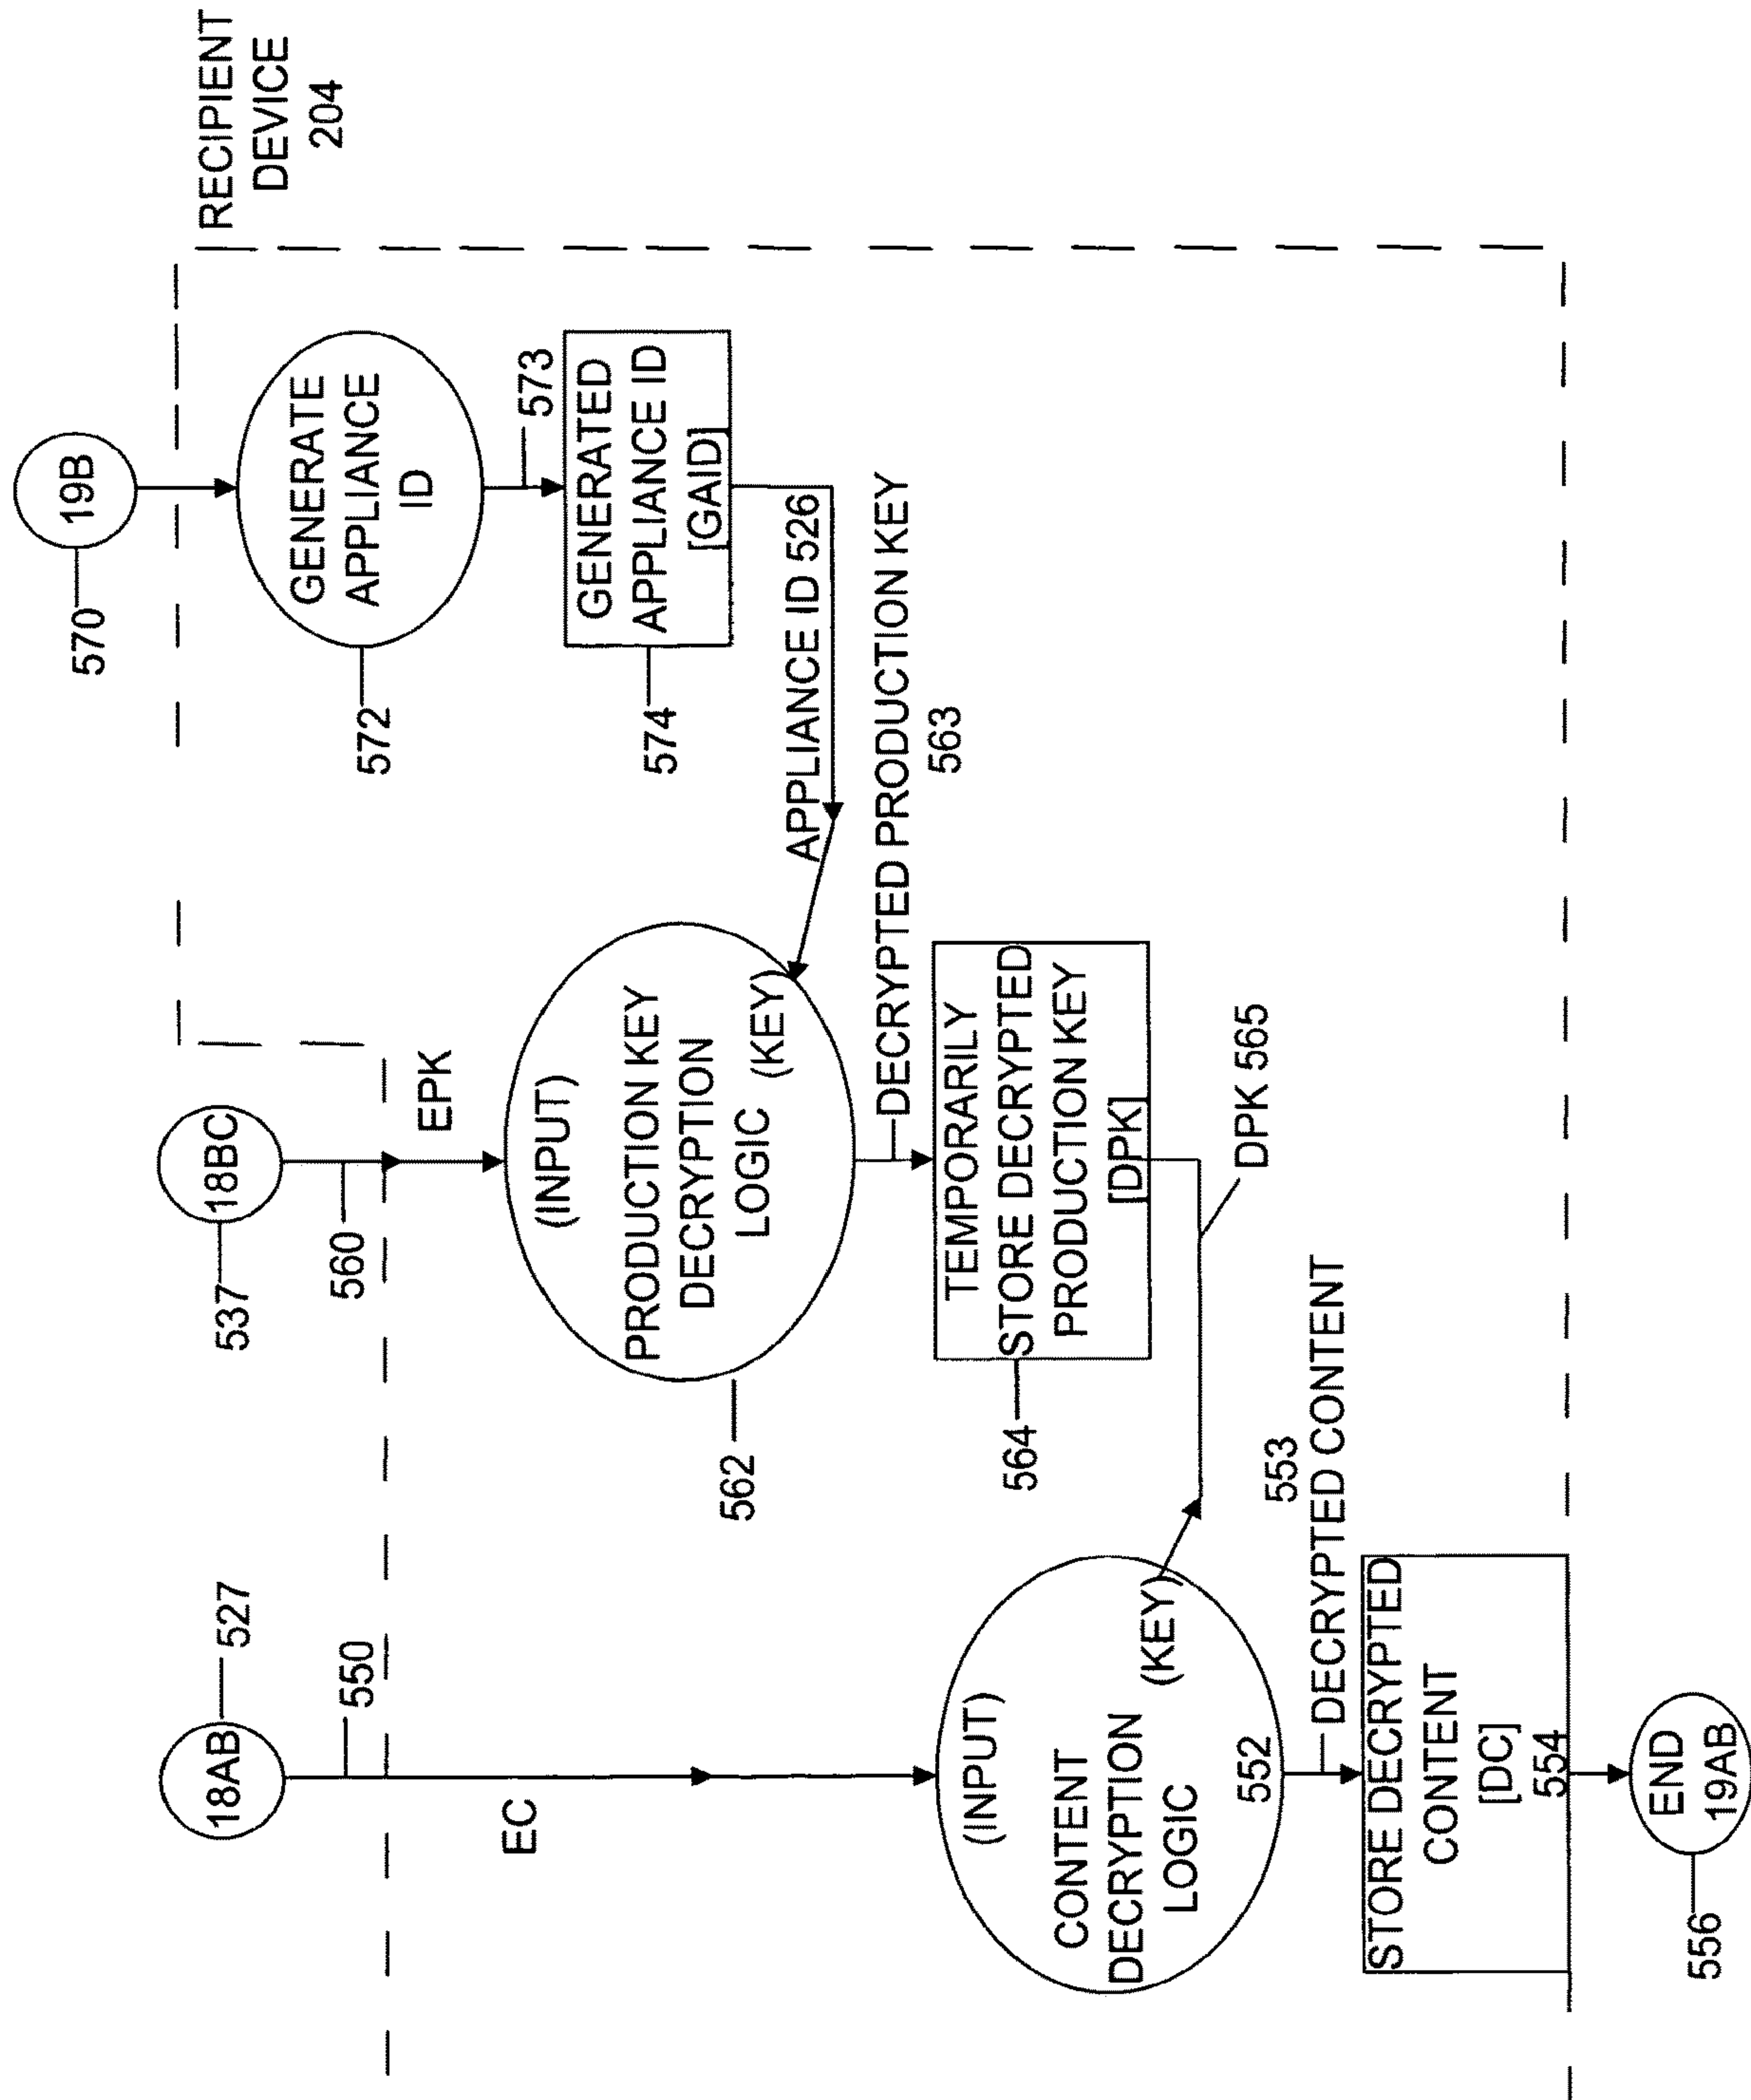 RECIPIENT
DEVICE
204
570
19B
572
GENERATE
APPLIANCE
ID
573
574
GENERATED
APPLIANCE ID
[GAID]
APPLIANCE ID 526
537
18BC
560
EPK
562
(INPUT)
PRODUCTION KEY
DECRYPTION
LOGIC
(KEY)
DECRYPTED PRODUCTION KEY
563
564
TEMPORARILY
STORE DECRYPTED
PRODUCTION KEY
[DPK]
DPK 565
18AB
527
550
EC
(INPUT)
CONTENT
DECRYPTION
LOGIC
(KEY)
552
553
DECRYPTED CONTENT
STORE DECRYPTED
CONTENT
[DC]
554
556
END
19AB